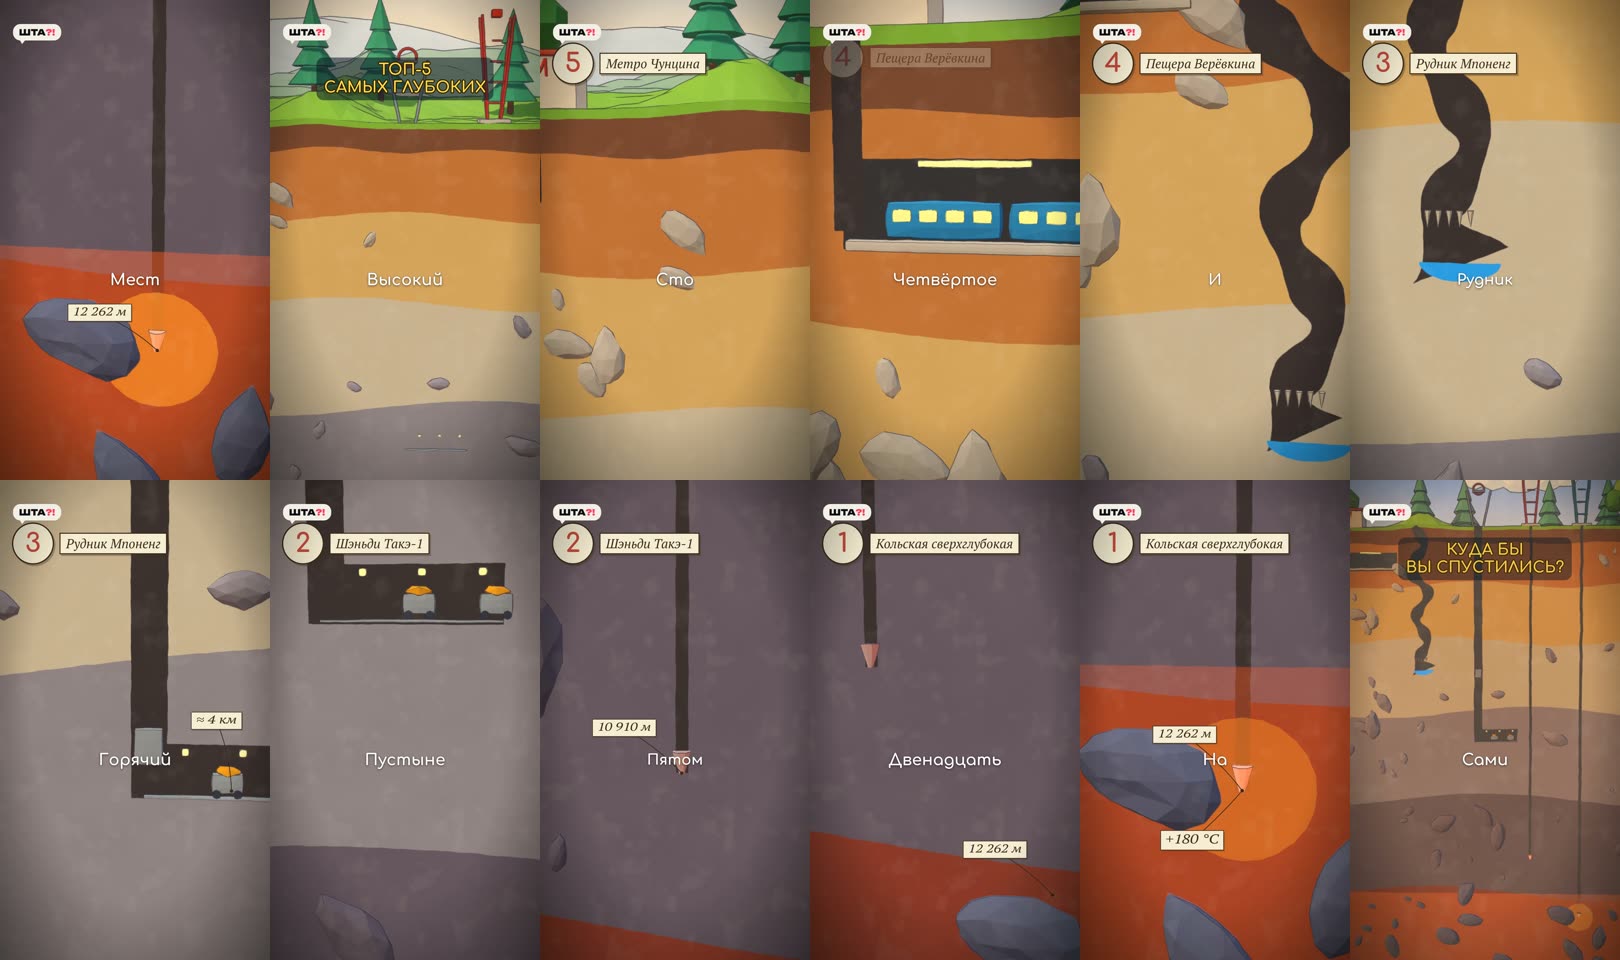 ШТА?!
Мест
12 262 м
ШТА?!
ТОП-5
САМЫХ ГЛУБОКИХ
Высокий
ШТА?!
5
Метро Чунцина
Сто
ШТА?!
4
Пещера Верёвкина
Четвёртое
ШТА?!
4
Пещера Верёвкина
И
ШТА?!
3
Рудник Мпоненг
Рудник
ШТА?!
3
Рудник Мпоненг
≈ 4 км
Горячий
ШТА?!
2
Шэньди Такэ-1
Пустыне
ШТА?!
2
Шэньди Такэ-1
10 910 м
Пятом
ШТА?!
1
Кольская сверхглубокая
Двенадцать
12 262 м
ШТА?!
1
Кольская сверхглубокая
12 262 м
На
+180 °C
ШТА?!
КУДА БЫ
ВЫ СПУСТИЛИСЬ?
Сами